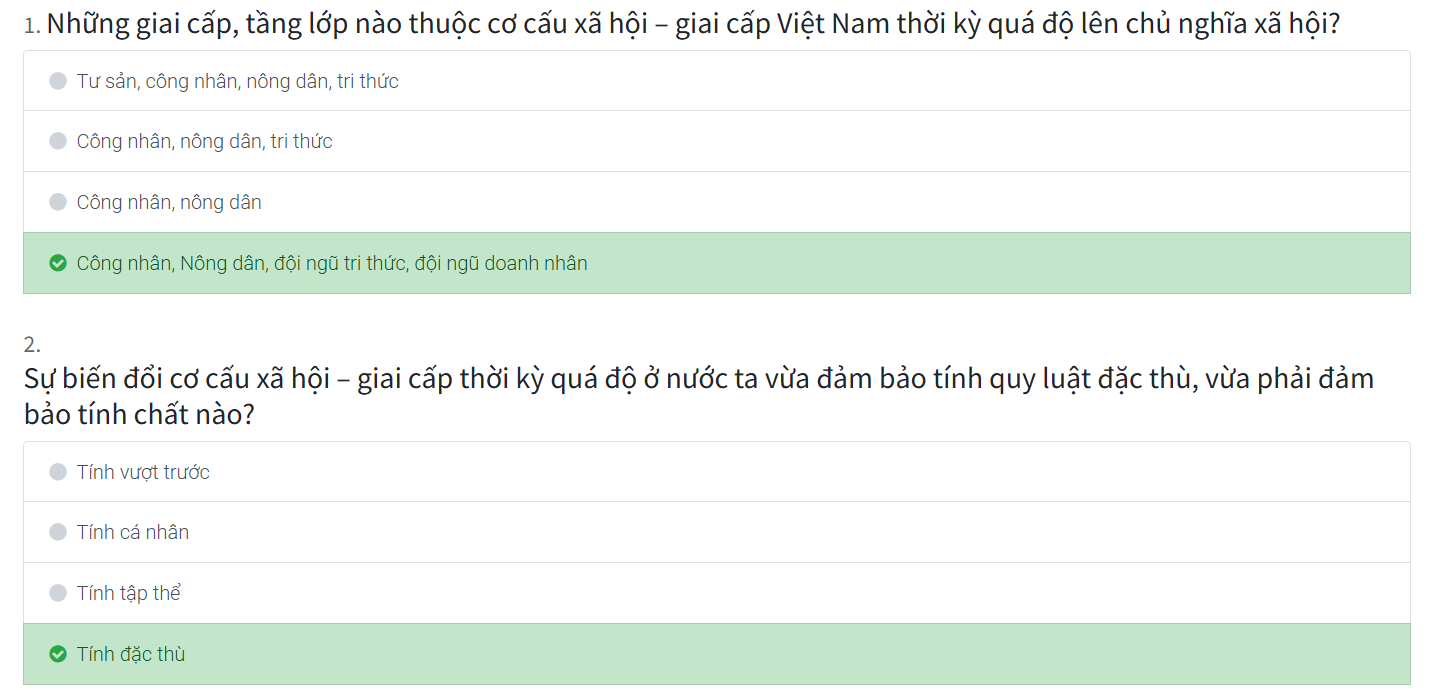 1. Những giai cấp, tầng lớp nào thuộc cơ cấu xã hội – giai cấp Việt Nam thời kỳ quá độ lên chủ nghĩa xã hội?
Tư sản, công nhân, nông dân, tri thức
Công nhân, nông dân, tri thức
Công nhân, nông dân
Công nhân, Nông dân, đội ngũ tri thức, đội ngũ doanh nhân
2.
Sự biến đổi cơ cấu xã hội – giai cấp thời kỳ quá độ ở nước ta vừa đảm bảo tính quy luật đặc thù, vừa phải đảm
bảo tính chất nào?
Tính vượt trước
Tính cá nhân
Tính tập thể
Tính đặc thù